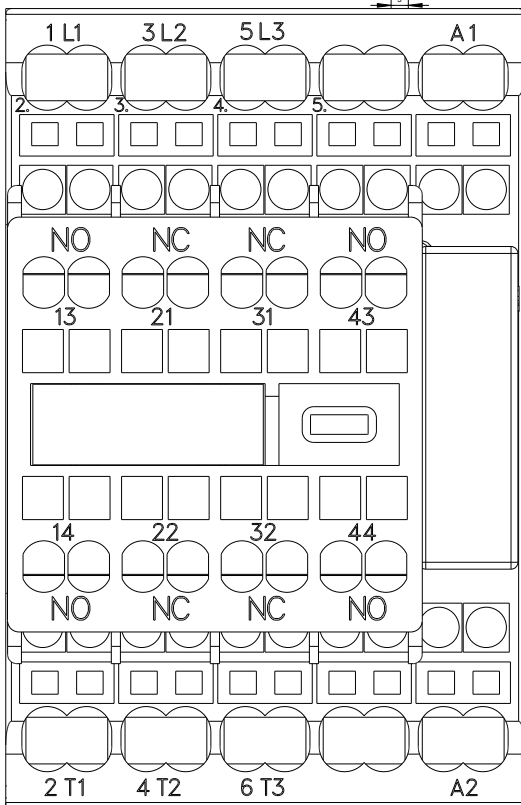 1 L1 3 L2 5 L3 A1
2. 3. 4. 5.
NO NC NC NO
13 21 31 43
14 22 32 44
NO NC NC NO
2 T1 4 T2 6 T3 A2